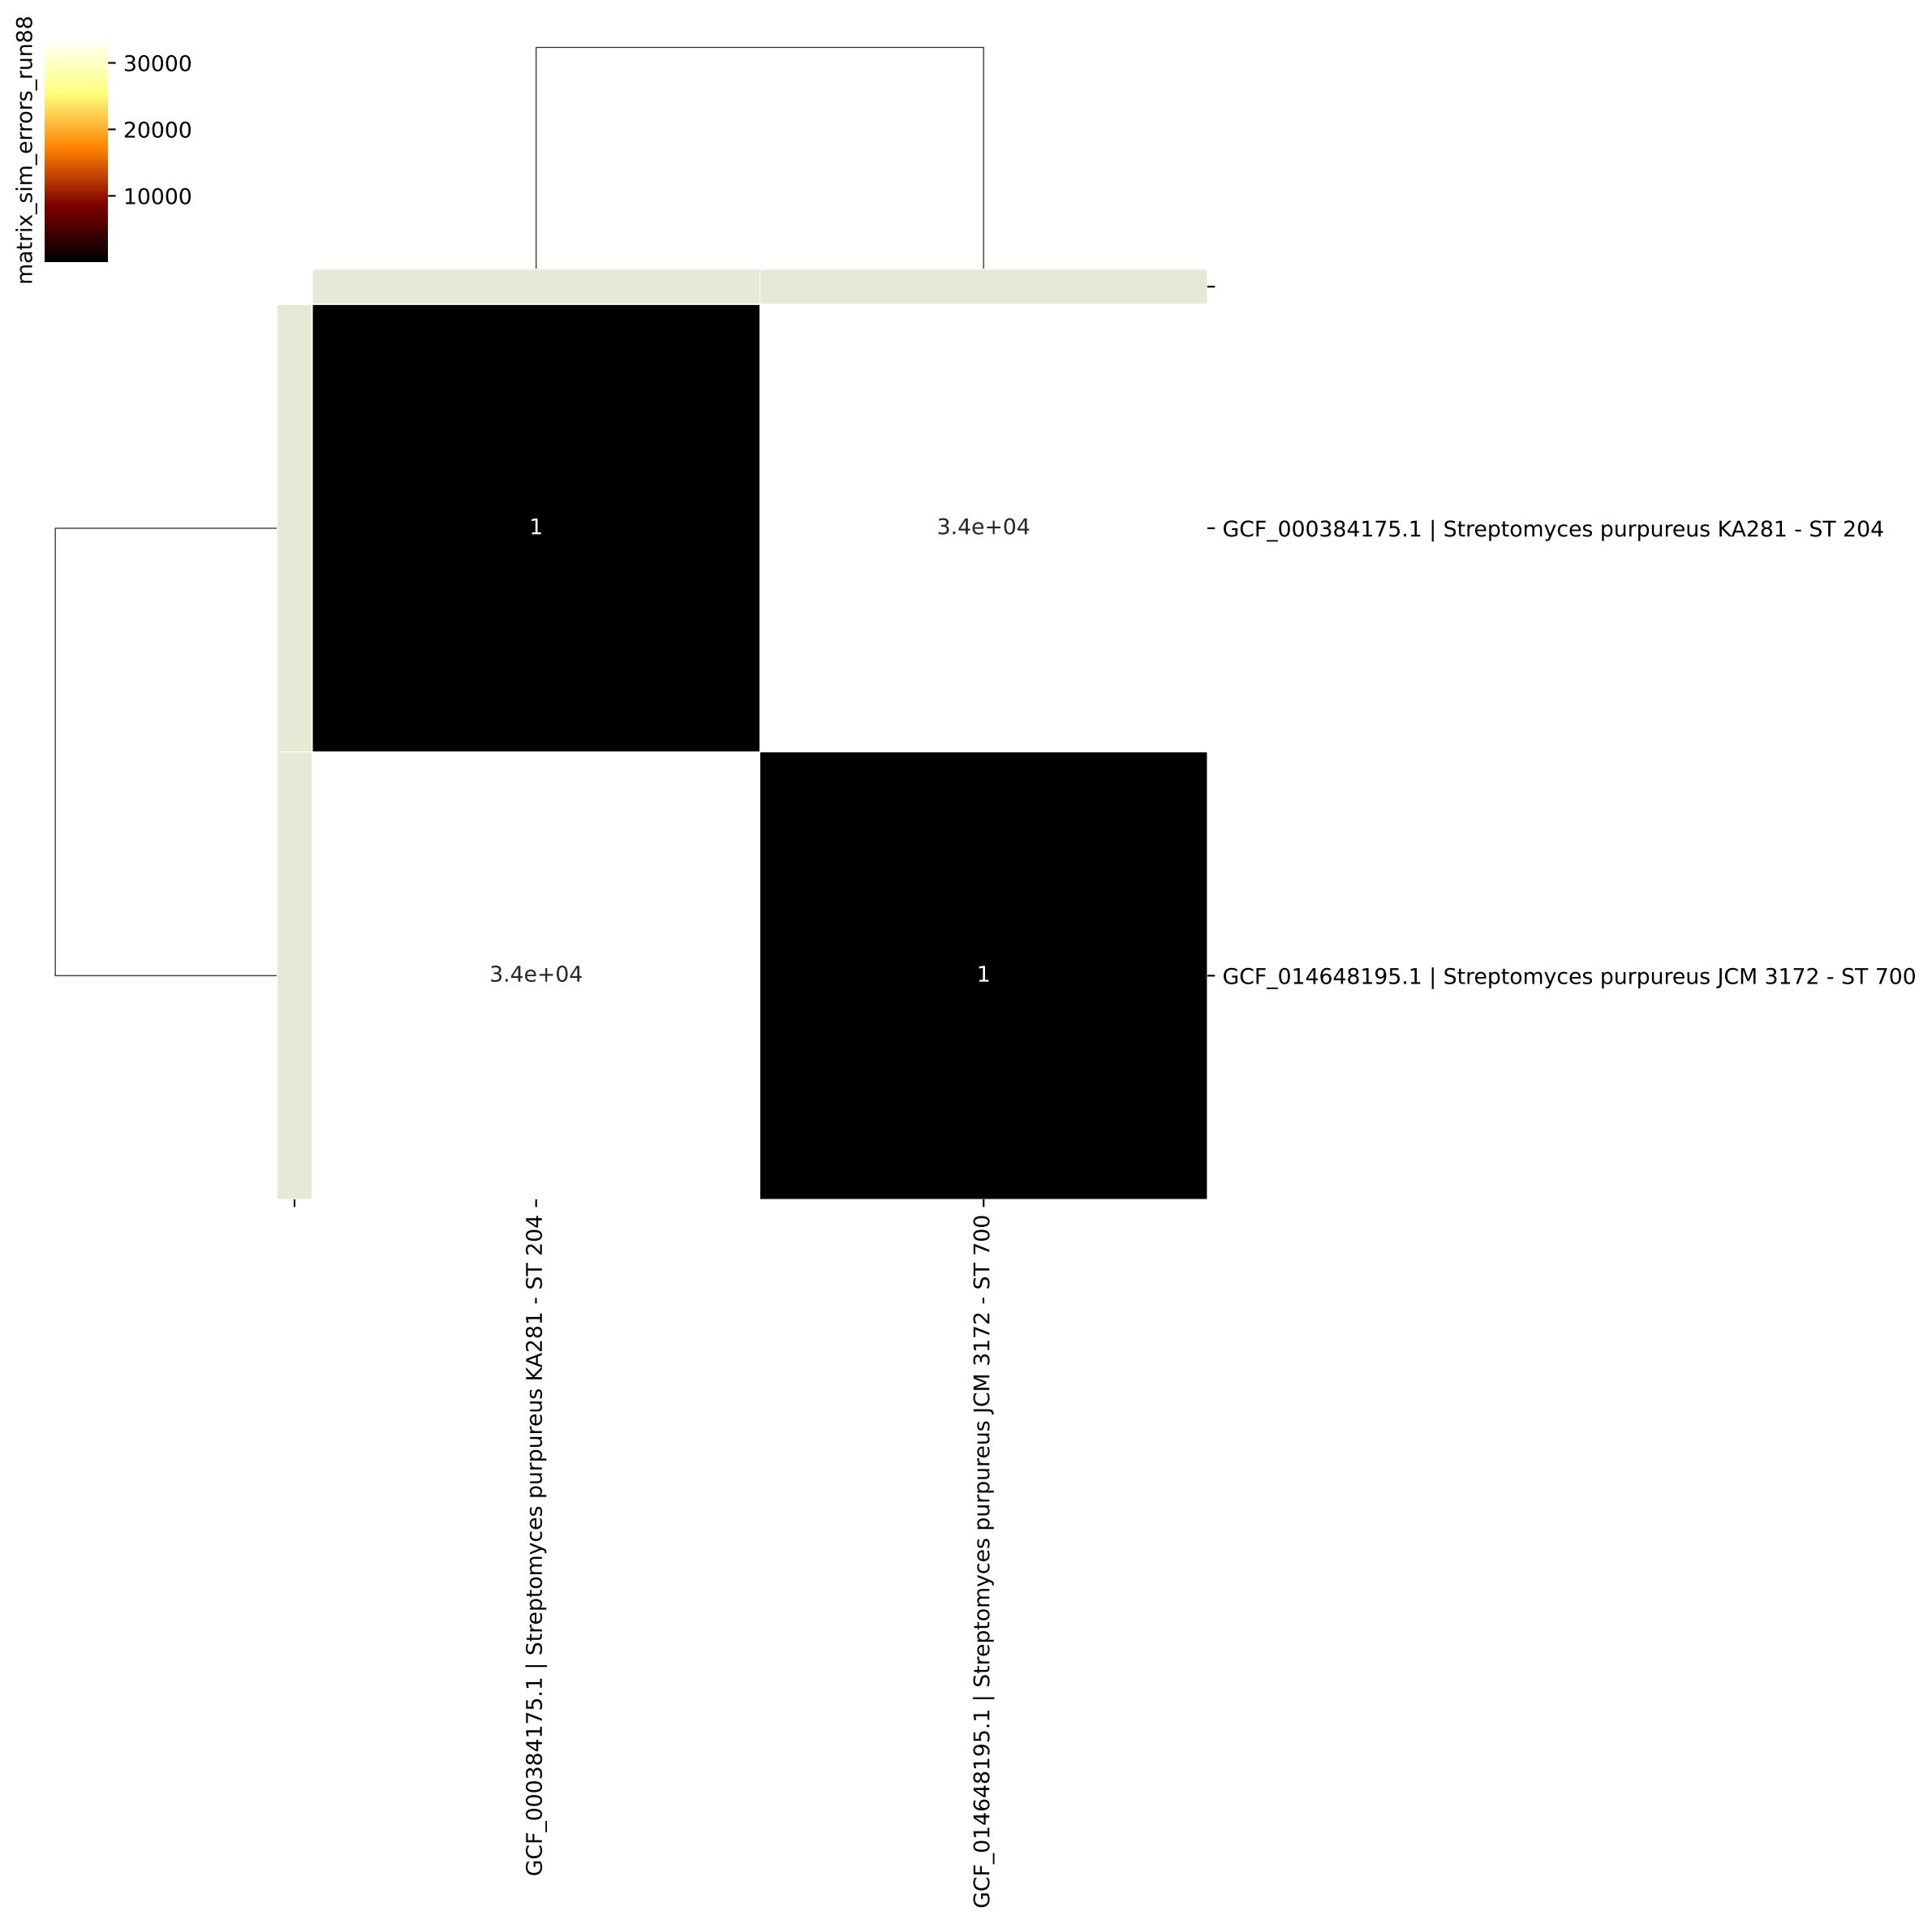 matrix_sim_errors_run88
30000
20000
10000
1
3.4e+04
GCF_000384175.1 | Streptomyces purpureus KA281 - ST 204
3.4e+04
1
GCF_014648195.1 | Streptomyces purpureus JCM 3172 - ST 700
GCF_000384175.1 | Streptomyces purpureus KA281 - ST 204
GCF_014648195.1 | Streptomyces purpureus JCM 3172 - ST 700